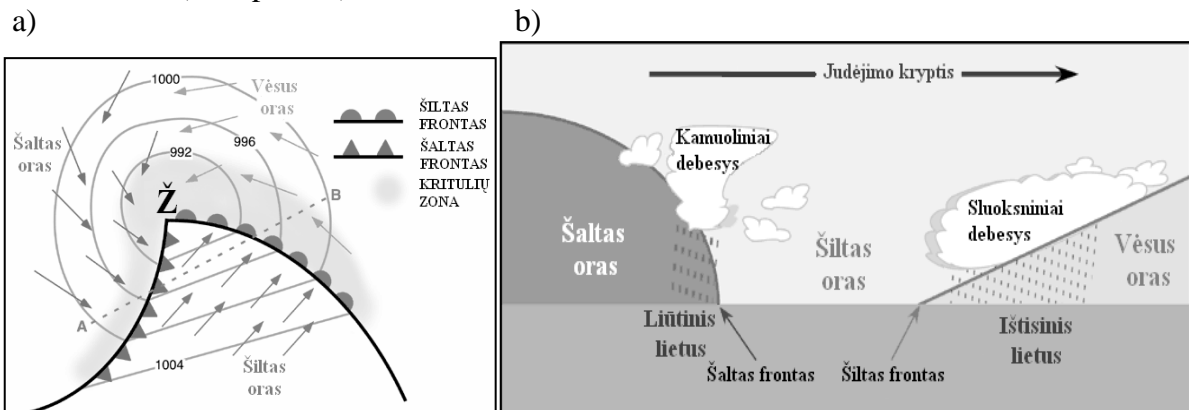 a)
b)
1000
Vėsus
oras
Šaltas
oras
996
992
Ž
B
A
1004
Šiltas
oras
ŠILTAS
FRONTAS
ŠALTAS
FRONTAS
KRITULIŲ
ZONA
Judėjimo kryptis
Kamuoliniai
debesys
Sluoksniniai
debesys
Šaltas
oras
Šiltas
oras
Vėsus
oras
Liūtinis
lietus
Ištisinis
lietus
Šaltas frontas
Šiltas frontas